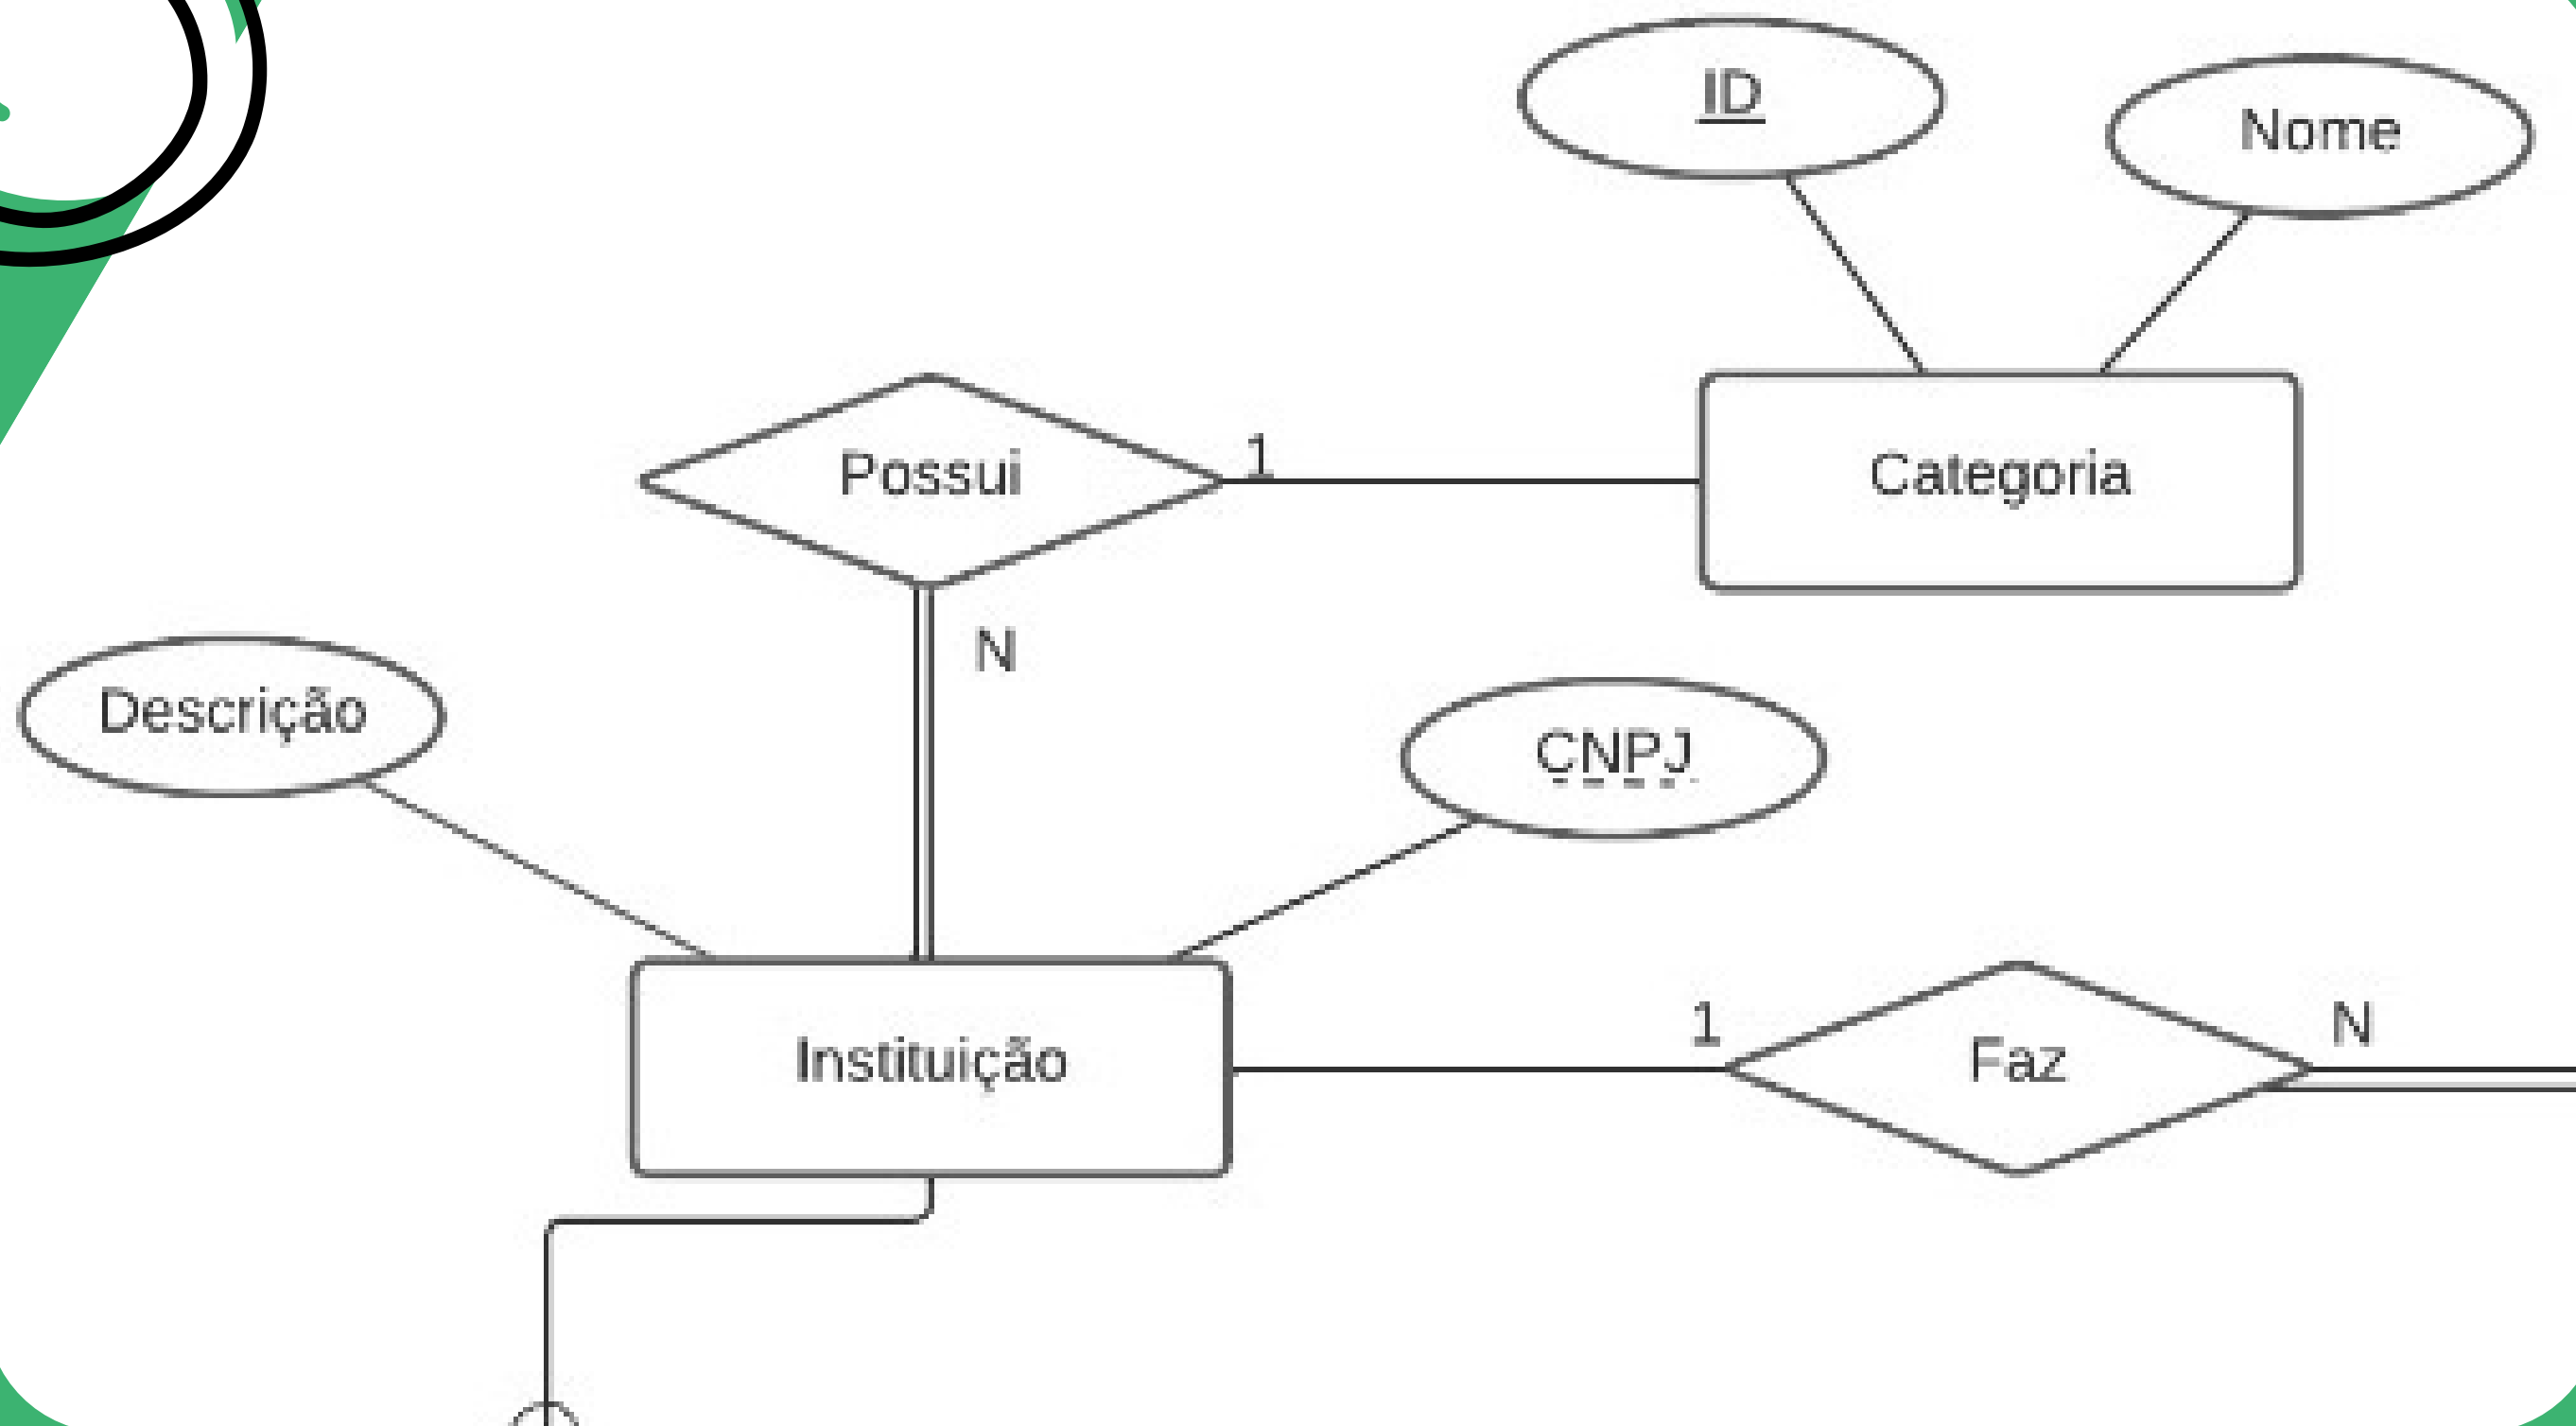 ID
Nome
Possui
1
Categoria
N
Descrição
CNPJ
Instituição
1
Faz
N